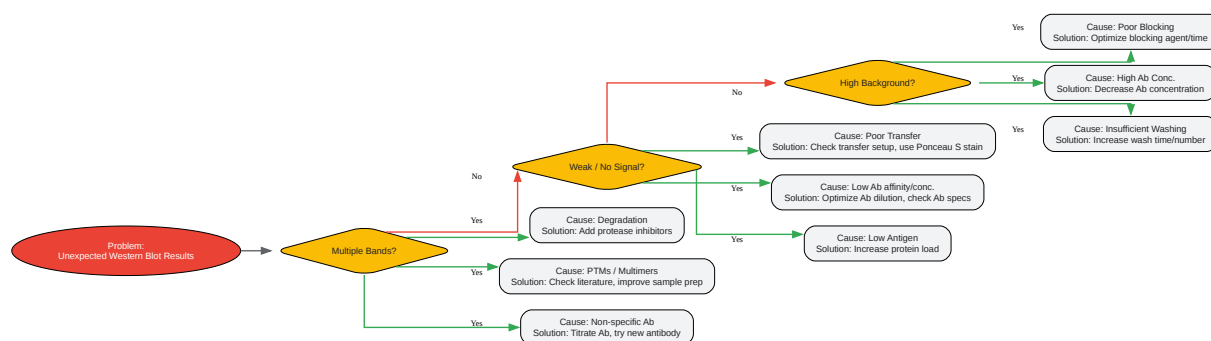 Problem:
Unexpected Western Blot Results
Multiple Bands?
Yes
Cause: Degradation
Solution: Add protease inhibitors
Yes
Cause: PTMs / Multimers
Solution: Check literature, improve sample prep
Yes
Cause: Non-specific Ab
Solution: Titrate Ab, try new antibody
No
Weak / No Signal?
Yes
Cause: Poor Transfer
Solution: Check transfer setup, use Ponceau S stain
Yes
Cause: Low Ab affinity/conc.
Solution: Optimize Ab dilution, check Ab specs
Yes
Cause: Low Antigen
Solution: Increase protein load
No
High Background?
Yes
Cause: Poor Blocking
Solution: Optimize blocking agent/time
Yes
Cause: High Ab Conc.
Solution: Decrease Ab concentration
Yes
Cause: Insufficient Washing
Solution: Increase wash time/number